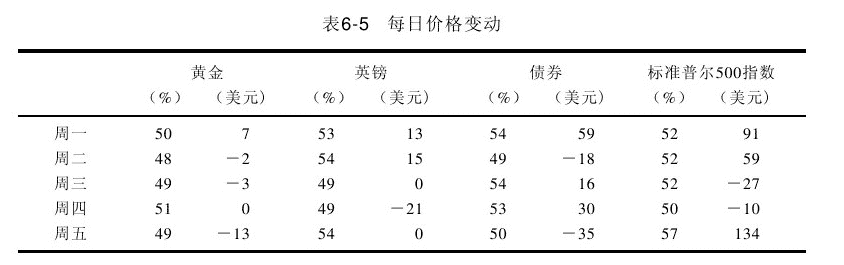 表6-5 每日价格变动
黄金 英镑 债券 标准普尔500指数
（%） （美元） （%） （美元） （%） （美元） （%） （美元）
周一 50 7 53 13 54 59 52 91
周二 48 －2 54 15 49 －18 52 59
周三 49 －3 49 0 54 16 52 －27
周四 51 0 49 －21 53 30 50 －10
周五 49 －13 54 0 50 －35 57 134